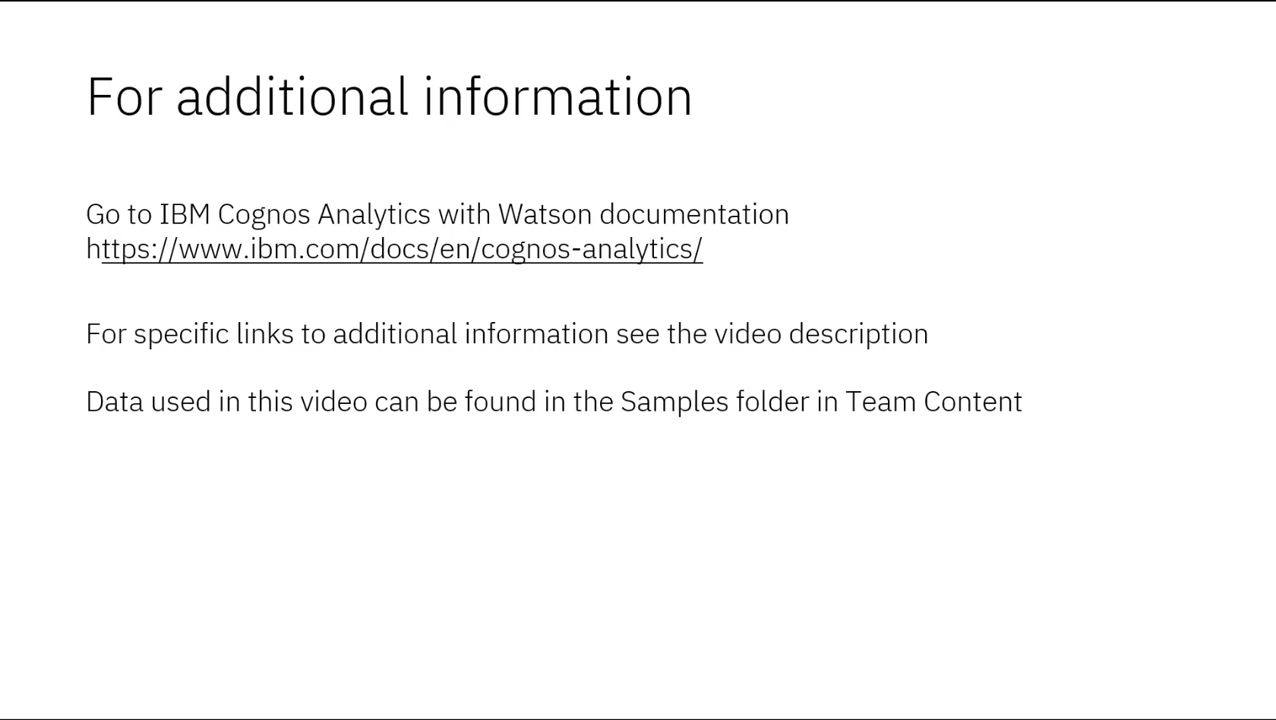 For additional information
Go to IBM Cognos Analytics with Watson documentation
https://www.ibm.com/docs/en/cognos-analytics/
For specific links to additional information see the video description
Data used in this video can be found in the Samples folder in Team Content